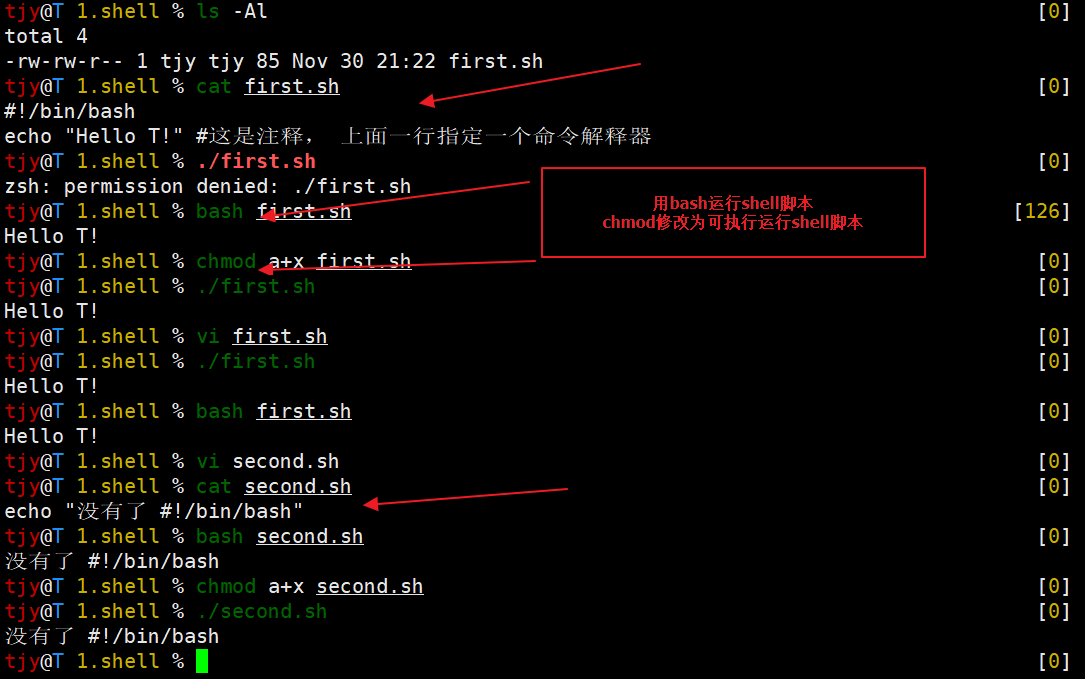 tjy@T 1.shell % ls -Al [0]
total 4
-rw-rw-r-- 1 tjy tjy 85 Nov 30 21:22 first.sh
tjy@T 1.shell % cat first.sh [0]
#!/bin/bash
echo "Hello T!" #这是注释， 上面一行指定一个命令解释器
tjy@T 1.shell % ./first.sh [0]
zsh: permission denied: ./first.sh
用bash运行shell脚本
chmod修改为可执行运行shell脚本
tjy@T 1.shell % bash first.sh [126]
Hello T!
tjy@T 1.shell % chmod a+x first.sh [0]
tjy@T 1.shell % ./first.sh [0]
Hello T!
tjy@T 1.shell % vi first.sh [0]
tjy@T 1.shell % ./first.sh [0]
Hello T!
tjy@T 1.shell % bash first.sh [0]
Hello T!
tjy@T 1.shell % vi second.sh [0]
tjy@T 1.shell % cat second.sh [0]
echo "没有了 #!/bin/bash"
tjy@T 1.shell % bash second.sh [0]
没有了 #!/bin/bash
tjy@T 1.shell % chmod a+x second.sh [0]
tjy@T 1.shell % ./second.sh [0]
没有了 #!/bin/bash
tjy@T 1.shell % [0]